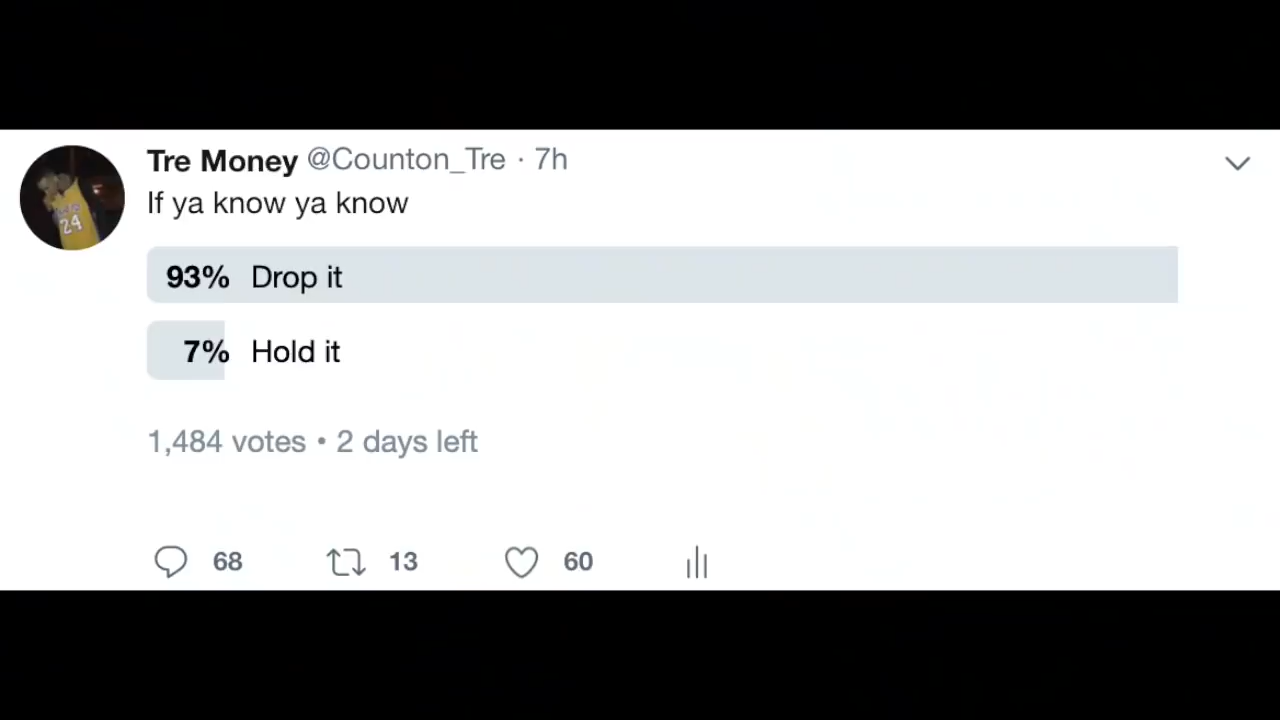 Tre Money @Counton_Tre · 7h
If ya know ya know
93% Drop it
7% Hold it
1,484 votes • 2 days left
68 13 60
24